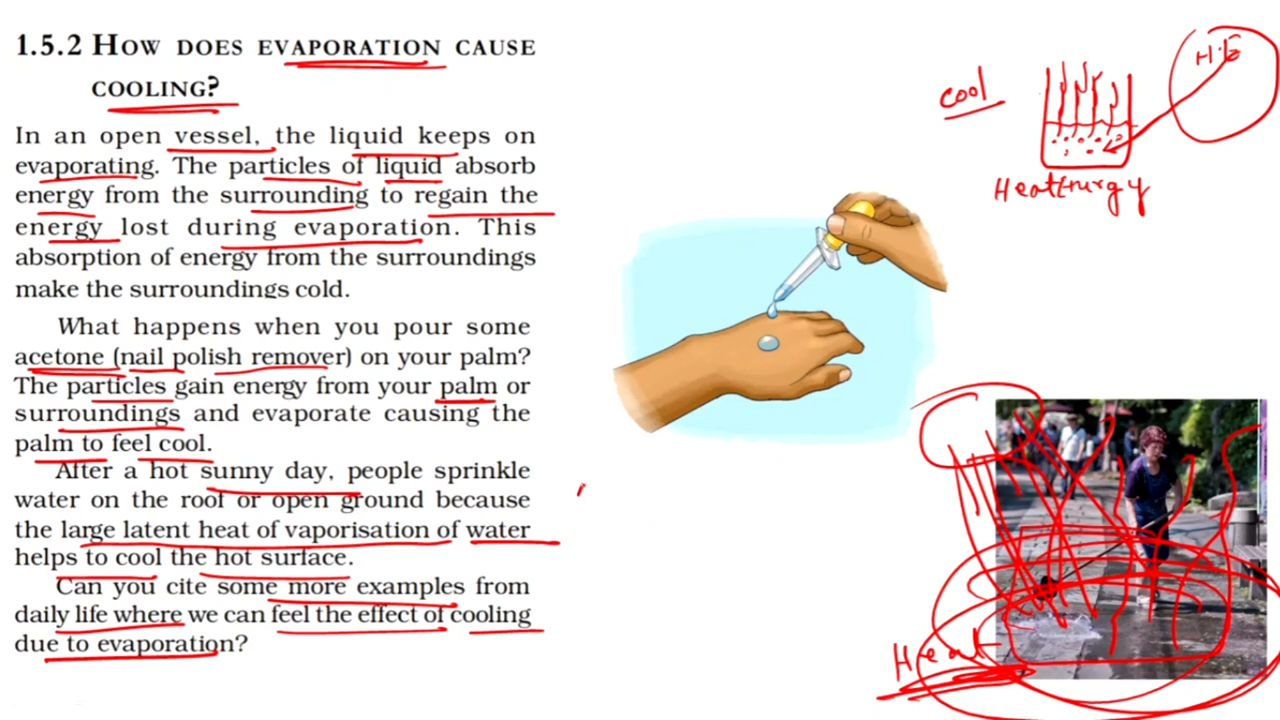 1.5.2 HOW DOES EVAPORATION CAUSE
COOLING?
In an open vessel, the liquid keeps on
evaporating. The particles of liquid absorb
energy from the surrounding to regain the
energy lost during evaporation. This
absorption of energy from the surroundings
make the surroundings cold.
What happens when you pour some
acetone (nail polish remover) on your palm?
The particles gain energy from your palm or
surroundings and evaporate causing the
palm to feel cool.
After a hot sunny day, people sprinkle
water on the roof or open ground because
the large latent heat of vaporisation of water
helps to cool the hot surface.
Can you cite some more examples from
daily life where we can feel the effect of cooling
due to evaporation?
cool
H.E
Heat Energy
Heat